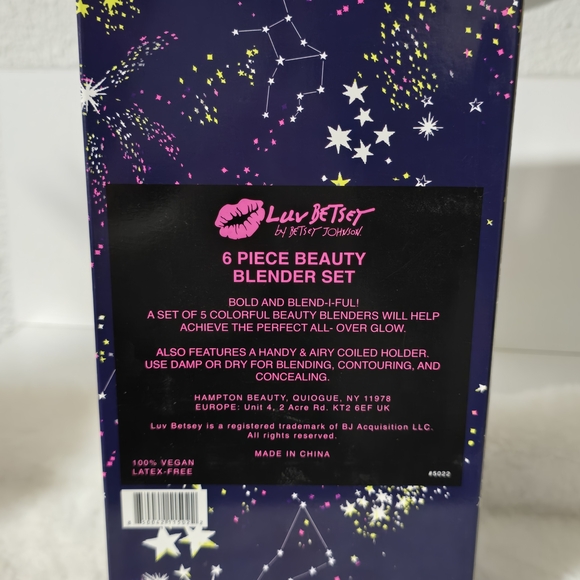 Luv BETSEY
by BETSEY JOHNSON
6 PIECE BEAUTY
BLENDER SET
BOLD AND BLEND-I-FUL!
A SET OF 5 COLORFUL BEAUTY BLENDERS WILL HELP
ACHIEVE THE PERFECT ALL- OVER GLOW.
ALSO FEATURES A HANDY & AIRY COILED HOLDER.
USE DAMP OR DRY FOR BLENDING, CONTOURING, AND
CONCEALING.
HAMPTON BEAUTY, QUIOGUE, NY 11978
EUROPE: Unit 4, 2 Acre Rd. KT2 6EF UK
Luv Betsey is a registered trademark of BJ Acquisition LLC.
All rights reserved.
MADE IN CHINA
100% VEGAN
LATEX-FREE
#5022